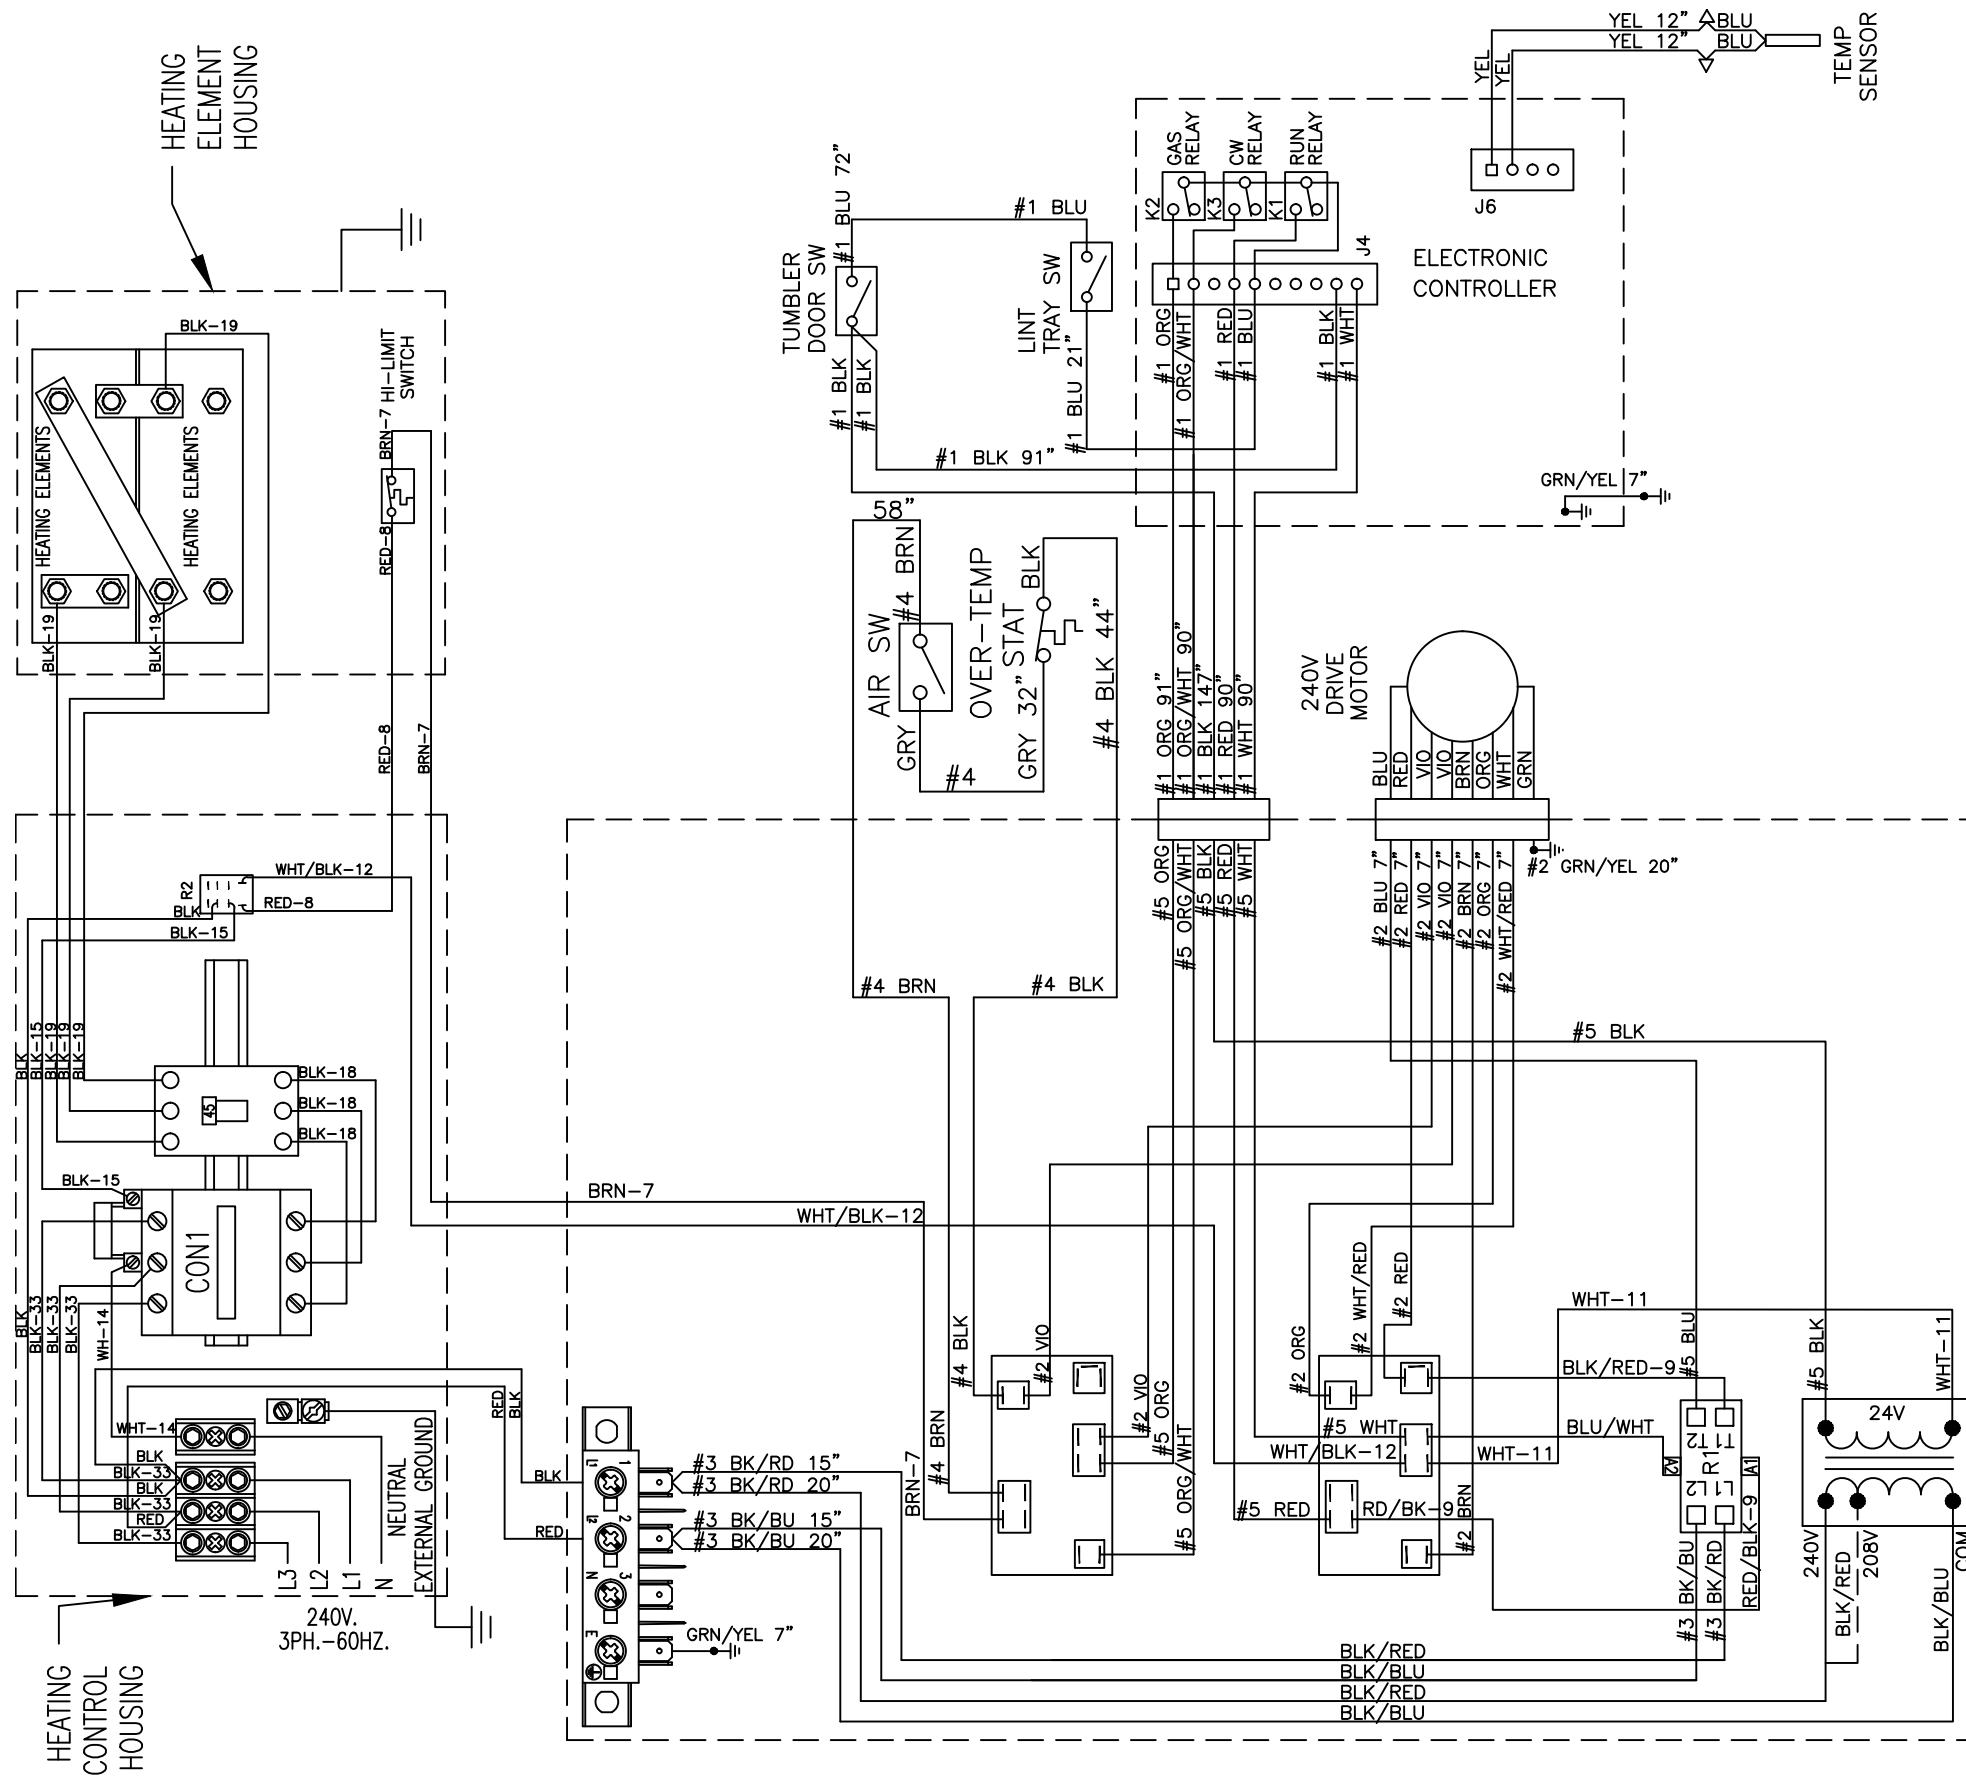 HEATING
ELEMENT
HOUSING
YEL 12"
BLU
YEL 12"
BLU
TEMP
SENSOR
YEL
YEL
J6
GAS
RELAY
CW
RELAY
RUN
RELAY
K2
K3
K1
J4
ELECTRONIC
CONTROLLER
#1 BLU 72"
#1 BLU
TUMBLER
DOOR SW
LINT
TRAY SW
#1 BLK
#1 BLK
#1 BLU 21"
#1 BLK 91"
#1 ORG
#1 ORG/WHT
#1 RED
#1 BLU
#1 BLK
#1 WHT
GRN/YEL 7"
BLK-19
HI-LIMIT
SWITCH
BRN-7
RED-8
HEATING ELEMENTS
HEATING ELEMENTS
BLK-19
BLK-19
RED-8
BRN-7
58"
#4 BRN
AIR SW
GRY
#4
OVER-TEMP
STAT
BLK
GRY 32"
#4 BLK 44"
#1 ORG 91"
#1 ORG/WHT 90"
#1 BLK 147"
#1 RED 90"
#1 WHT 90"
240V
DRIVE
MOTOR
BLU
RED
VIO
VIO
BRN
ORG
WHT
GRN
#5 ORG
#5 ORG/WHT
#5 BLK
#5 RED
#5 WHT
#2 BLU 7"
#2 RED 7"
#2 VIO 7"
#2 VIO 7"
#2 BRN 7"
#2 ORG 7"
#2 WHT/RED 7"
#2 GRN/YEL 20"
R2
WHT/BLK-12
RED-8
BLK
BLK-15
#4 BRN
#4 BLK
#5 BLK
BLK
BLK-15
BLK-19
BLK-19
BLK-19
BLK-18
BLK-18
BLK-18
45
BLK-15
CON1
BLK
BLK-33
BLK-33
BLK-33
WH-14
BRN-7
WHT/BLK-12
WHT-14
BLK
BLK-33
BLK
BLK-33
RED
BLK-33
NEUTRAL
EXTERNAL GROUND
L3
L2
L1
N
240V.
3PH.-60HZ.
HEATING
CONTROL
HOUSING
RED
BLK
BLK
RED
L1
1
L2
2
N
3
E
#3 BK/RD 15"
#3 BK/RD 20"
#3 BK/BU 15"
#3 BK/BU 20"
GRN/YEL 7"
#4 BLK
#2 VIO
BRN-7
#4 BRN
#2 VIO
#5 ORG
#5 ORG/WHT
#2 ORG
#2 WHT/RED
#2 RED
#5 WHT
WHT/BLK-12
#5 RED
RD/BK-9
#2 BRN
WHT-11
WHT-11
BLK/RED-9
BLU/WHT
#5 BLU
T2
T1
A2
R1
A1
L2
L1
#3 BK/BU
#3 BK/RD
RED/BLK-9
#5 BLK
WHT-11
24V
240V
BLK/RED
208V
BLK/BLU
COM
BLK/RED
BLK/BLU
BLK/RED
BLK/BLU